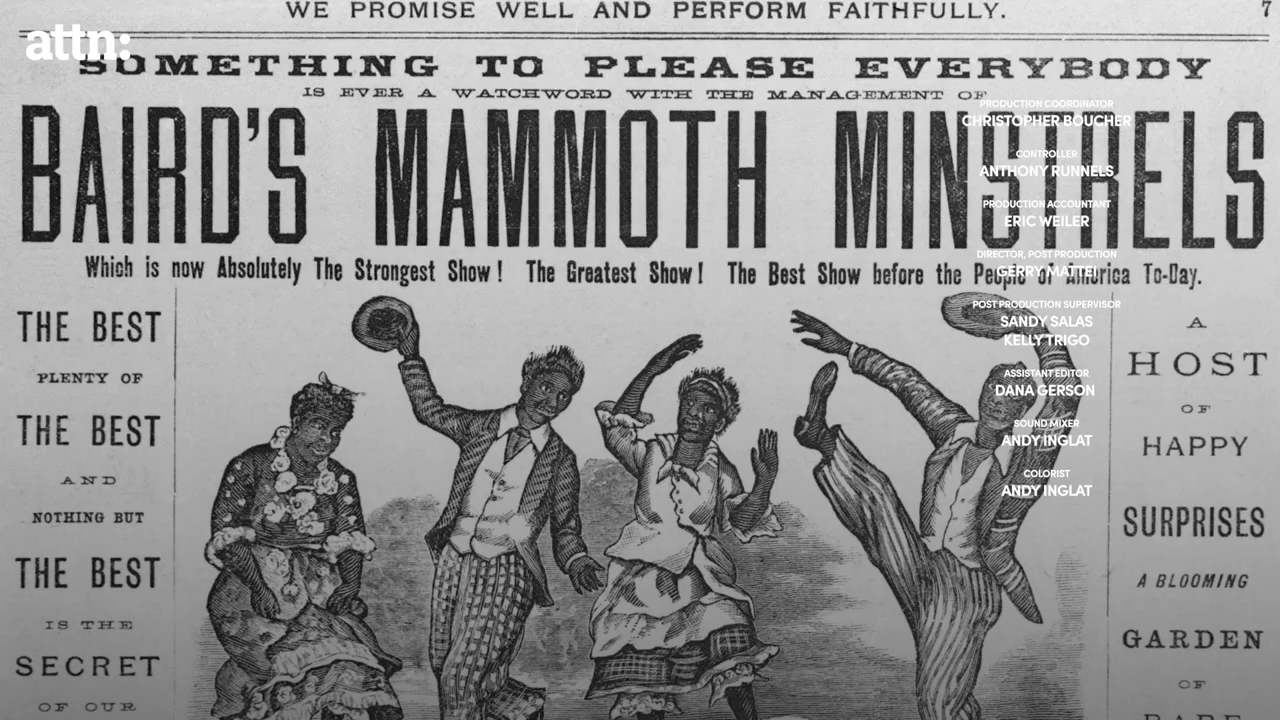 WE PROMISE WELL AND PERFORM FAITHFULLY.
7
attn:
SOMETHING TO PLEASE EVERYBODY
IS EVER A WATCHWORD WITH THE MANAGEMENT OF
BAIRD'S MAMMOTH MINSTRELS
Which is now Absolutely The Strongest Show! The Greatest Show! The Best Show before the People of America To-Day.
THE BEST
PLENTY OF
THE BEST
AND
NOTHING BUT
THE BEST
IS THE
SECRET
OF OUR
PRODUCTION COORDINATOR
CHRISTOPHER BOUCHER
CONTROLLER
ANTHONY RUNNELS
PRODUCTION ACCOUNTANT
ERIC WEILER
DIRECTOR, POST PRODUCTION
GERRY MATTEI
POST PRODUCTION SUPERVISOR
SANDY SALAS
KELLY TRIGO
ASSISTANT EDITOR
DANA GERSON
SOUND MIXER
ANDY INGLAT
COLORIST
ANDY INGLAT
A
HOST
OF
HAPPY
SURPRISES
A BLOOMING
GARDEN
OF